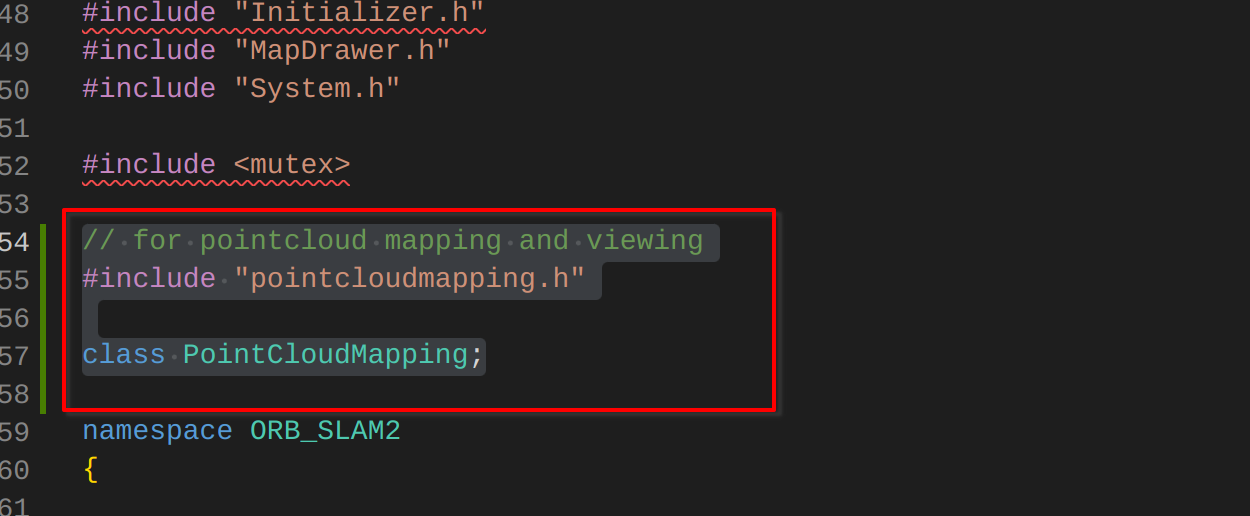 48 #include "Initializer.h"
49 #include "MapDrawer.h"
50 #include "System.h"
51
52 #include <mutex>
53
54 // for pointcloud mapping and viewing
55 #include "pointcloudmapping.h"
56
57 class PointCloudMapping;
58
59 namespace ORB_SLAM2
60 {
61